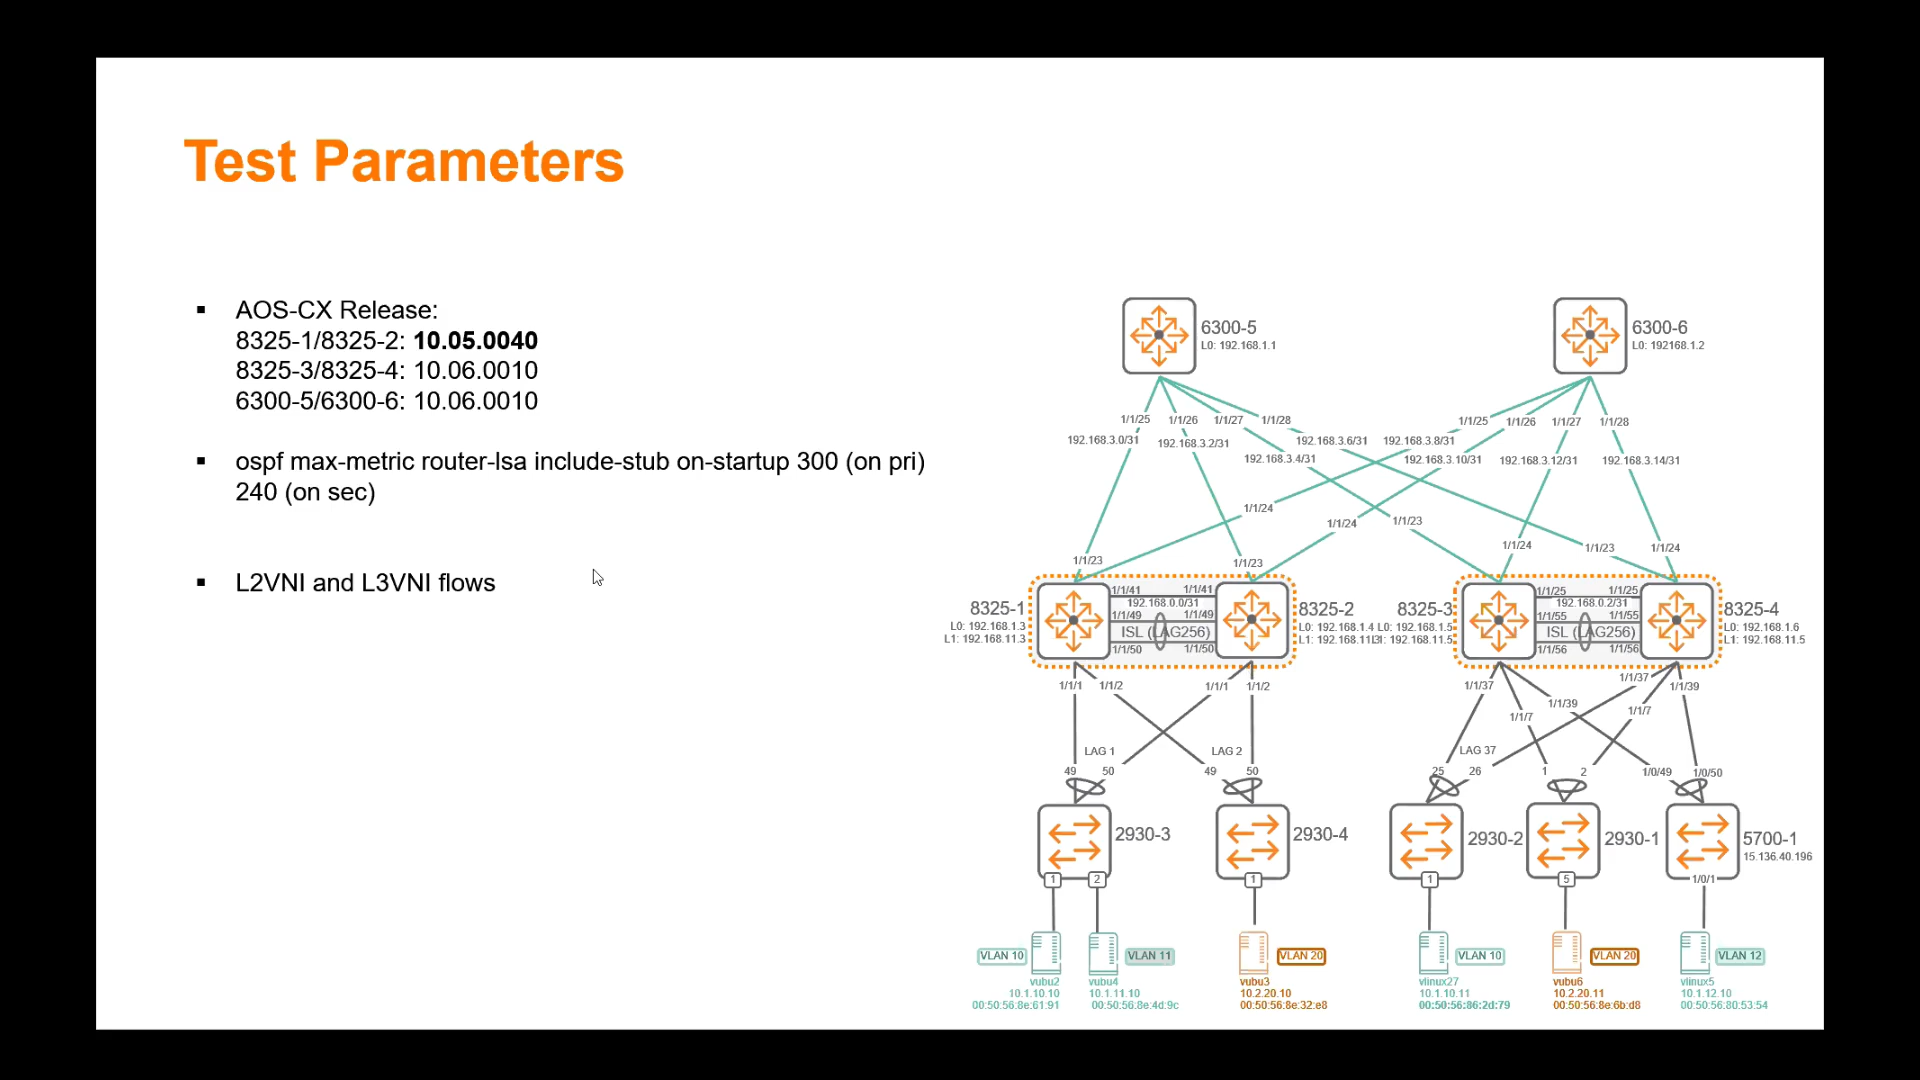 Test Parameters
▪ AOS-CX Release:
8325-1/8325-2: 10.05.0040
8325-3/8325-4: 10.06.0010
6300-5/6300-6: 10.06.0010
▪ ospf max-metric router-lsa include-stub on-startup 300 (on pri)
240 (on sec)
▪ L2VNI and L3VNI flows
6300-5
L0: 192.168.1.1
6300-6
L0: 192168.1.2
1/1/25 1/1/26 1/1/27 1/1/28
1/1/25 1/1/26 1/1/27 1/1/28
192.168.3.0/31 192.168.3.2/31 192.168.3.6/31 192.168.3.8/31
192.168.3.4/31 192.168.3.10/31 192.168.3.12/31 192.168.3.14/31
1/1/24
1/1/24 1/1/23
1/1/24 1/1/23 1/1/24
1/1/23 1/1/23
8325-1
L0: 192.168.1.3
L1: 192.168.11.3
1/1/41 1/1/41
192.168.0.0/31
1/1/49 1/1/49
ISL (LAG256)
1/1/50 1/1/50
8325-2
L0: 192.168.1.4
L1: 192.168.11
8325-3
L0: 192.168.1.5
192.168.11.5
1/1/25 1/1/25
192.168.0.2/31
1/1/55 1/1/55
ISL (LAG256)
1/1/56 1/1/56
8325-4
L0: 192.168.1.6
L1: 192.168.11.5
1/1/1 1/1/2 1/1/1 1/1/2
1/1/37 1/1/37 1/1/39
1/1/7 1/1/39 1/1/7
LAG 1 LAG 2 LAG 37
49 50 49 50 25 26 1 2 1/0/49 1/0/50
2930-3 2930-4 2930-2 2930-1 5700-1
15.136.40.196
1 2 1 1 5 1/0/1
VLAN 10 VLAN 11 VLAN 20 VLAN 10 VLAN 20 VLAN 12
vubu2
10.1.10.10
00:50:56:8e:61:91
vubu4
10.1.11.10
00:50:56:8e:4d:9c
vubu3
10.2.20.10
00:50:56:8e:32:e8
vlinux27
10.1.10.11
00:50:56:86:2d:79
vubu6
10.2.20.11
00:50:56:8e:6b:d8
vlinux5
10.1.12.10
00:50:56:80:53:54